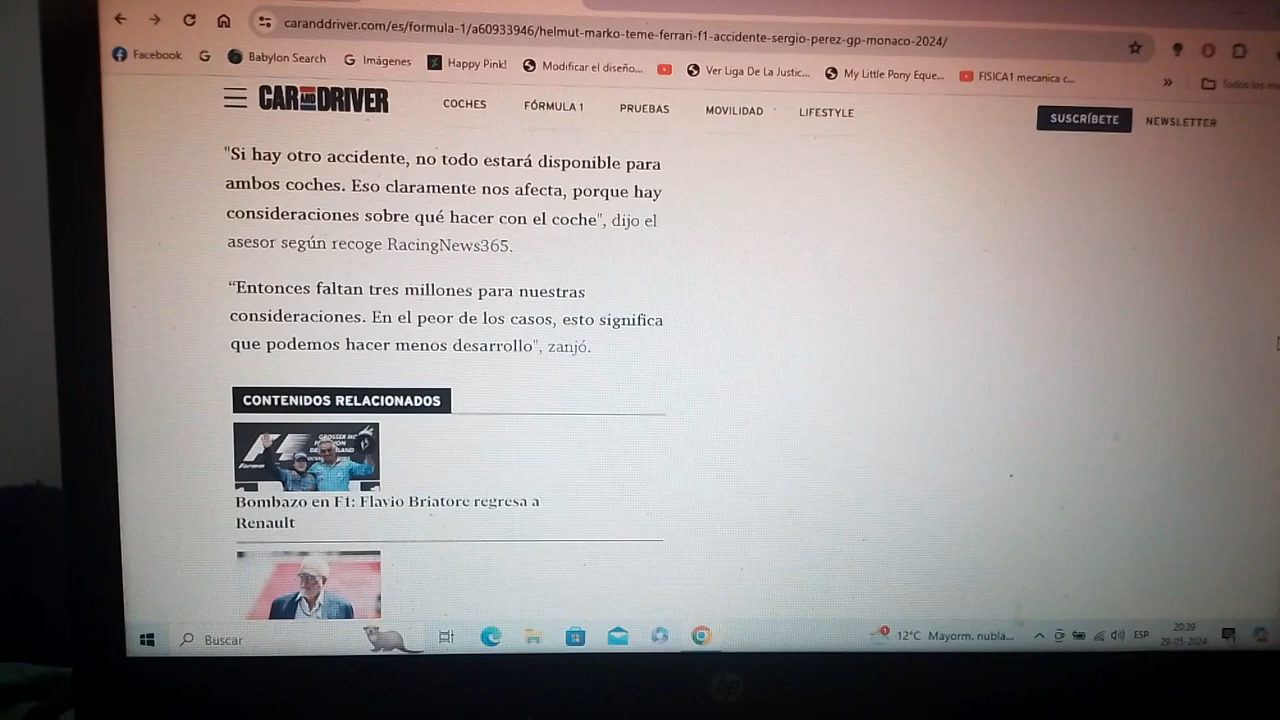 caranddriver.com/es/formula-1/a60933946/helmut-marko-teme-ferrari-f1-accidente-sergio-perez-gp-monaco-2024/
Facebook G Babylon Search Imágenes Happy Pink! Modificar el diseño... Ver Liga De La Justic... My Little Pony Eque... FISICA1 mecanica c... » Todos los
CAR AND DRIVER COCHES FÓRMULA 1 PRUEBAS MOVILIDAD LIFESTYLE SUSCRÍBETE NEWSLETTER
"Si hay otro accidente, no todo estará disponible para
ambos coches. Eso claramente nos afecta, porque hay
consideraciones sobre qué hacer con el coche", dijo el
asesor según recoge RacingNews365.
“Entonces faltan tres millones para nuestras
consideraciones. En el peor de los casos, esto significa
que podemos hacer menos desarrollo", zanjó.
CONTENIDOS RELACIONADOS
Bombazo en F1: Flavio Briatore regresa a
Renault
Buscar 12°C Mayorm. nubla... ESP 20:39
29-05-2024
hp